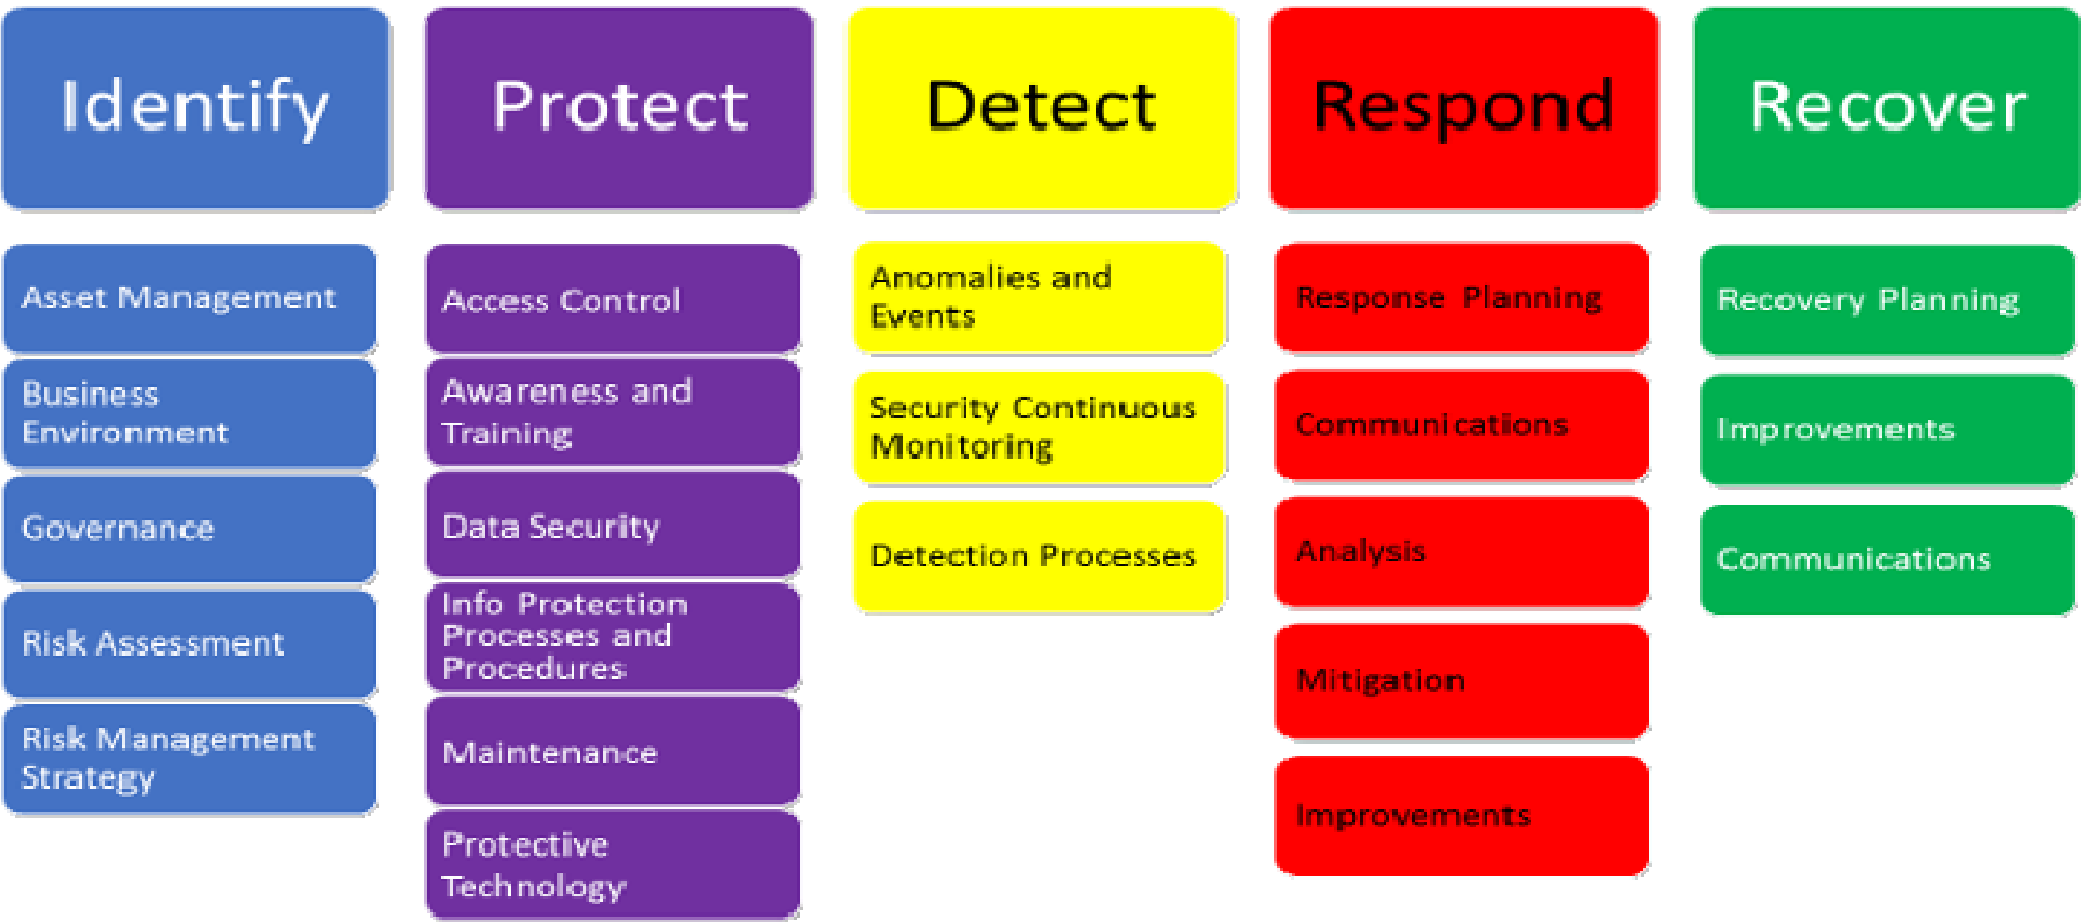 Identify
Protect
Detect
Respond
Recover
Asset Management
Business
Environment
Governance
Risk Assessment
Risk Management
Strategy
Access Control
Awareness and
Training
Data Security
Info Protection
Processes and
Procedures
Maintenance
Protective
Technology
Anomalies and
Events
Security Continuous
Monitoring
Detection Processes
Response Planning
Communications
Analysis
Mitigation
Improvements
Recovery Planning
Improvements
Communications